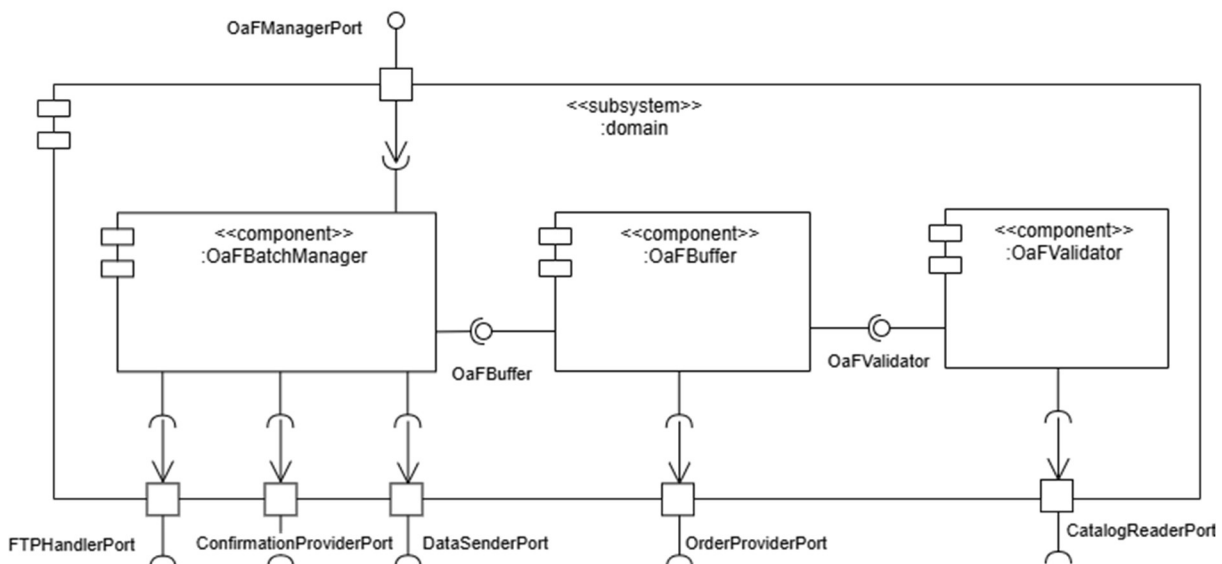 OaFManagerPort
<<subsystem>>
:domain
<<component>>
:OaFBatchManager
<<component>>
:OaFBuffer
<<component>>
:OaFValidator
OaFBuffer
OaFValidator
FTPHandlerPort
ConfirmationProviderPort
DataSenderPort
OrderProviderPort
CatalogReaderPort